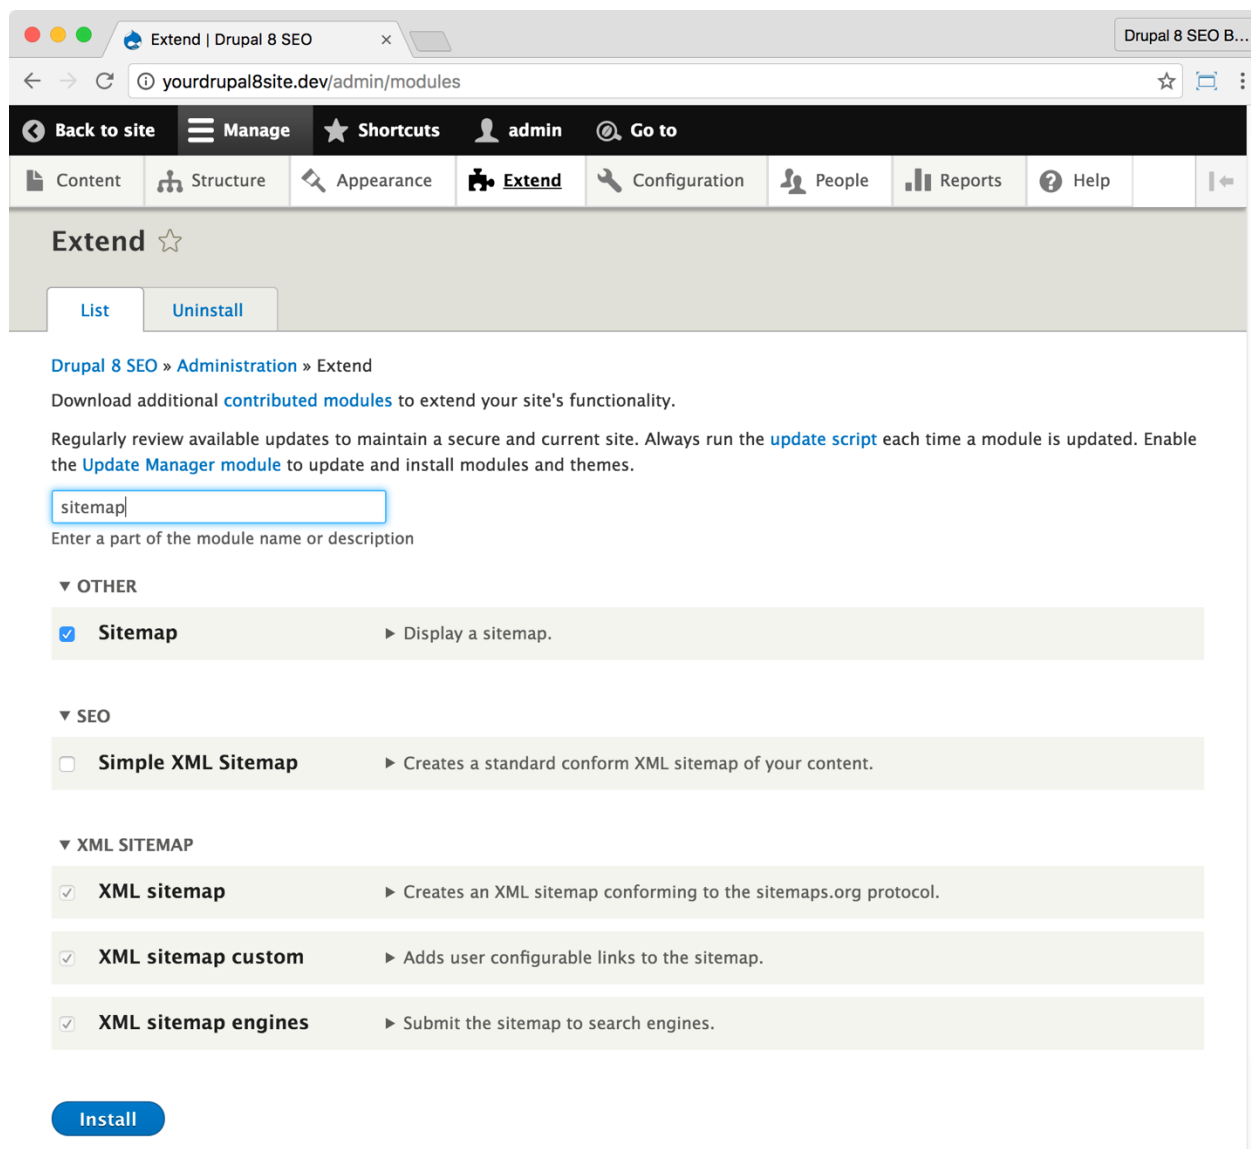 Extend | Drupal 8 SEO
Drupal 8 SEO B...
yourdrupal8site.dev/admin/modules
Back to site Manage Shortcuts admin Go to
Content Structure Appearance Extend Configuration People Reports Help
Extend
List Uninstall
Drupal 8 SEO » Administration » Extend
Download additional contributed modules to extend your site's functionality.
Regularly review available updates to maintain a secure and current site. Always run the update script each time a module is updated. Enable
the Update Manager module to update and install modules and themes.
sitemap
Enter a part of the module name or description
OTHER
Sitemap Display a sitemap.
SEO
Simple XML Sitemap Creates a standard conform XML sitemap of your content.
XML SITEMAP
XML sitemap Creates an XML sitemap conforming to the sitemaps.org protocol.
XML sitemap custom Adds user configurable links to the sitemap.
XML sitemap engines Submit the sitemap to search engines.
Install